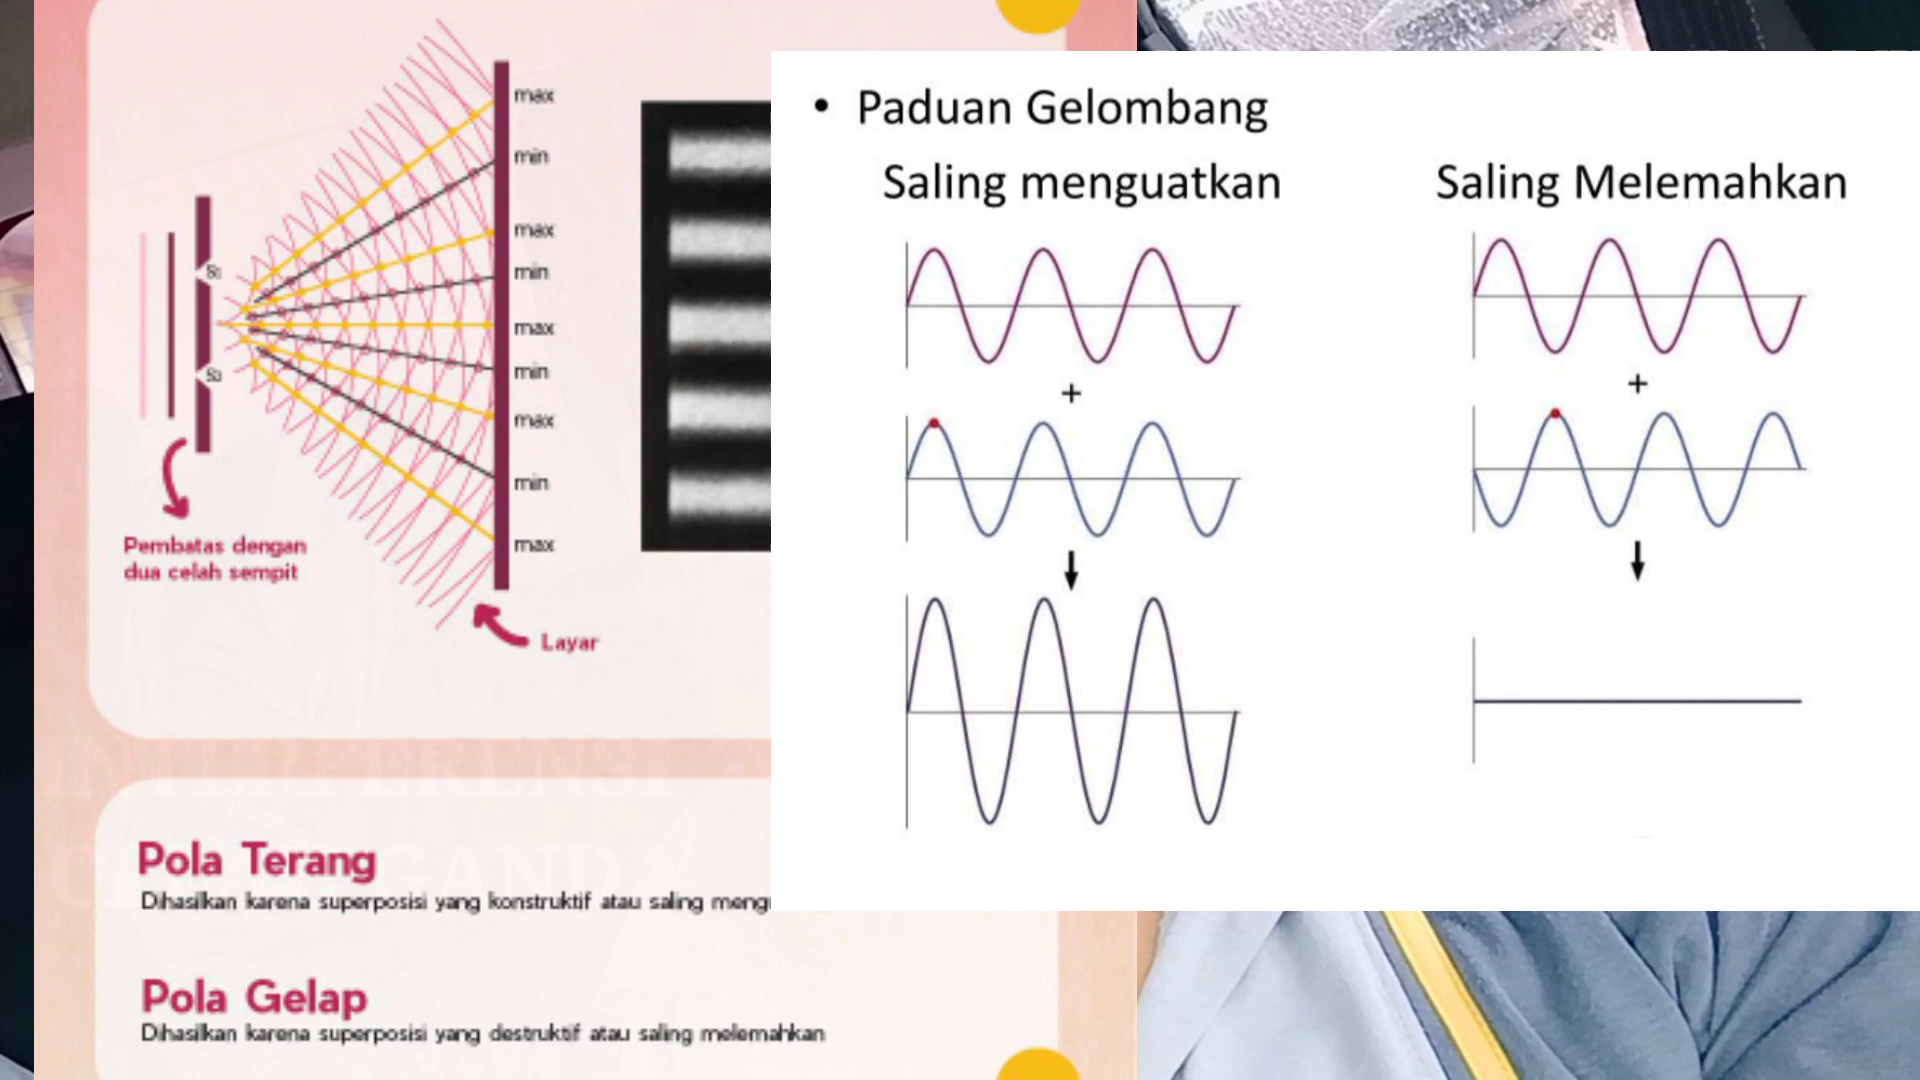 max
min
max
S1
min
max
min
S2
max
min
max
Pembatas dengan
dua celah sempit
Layar
• Paduan Gelombang
Saling menguatkan
Saling Melemahkan
+
+
Pola Terang
Dihasilkan karena superposisi yang konstruktif atau saling
Pola Gelap
Dihasilkan karena superposisi yang destruktif atau saling melemahkan